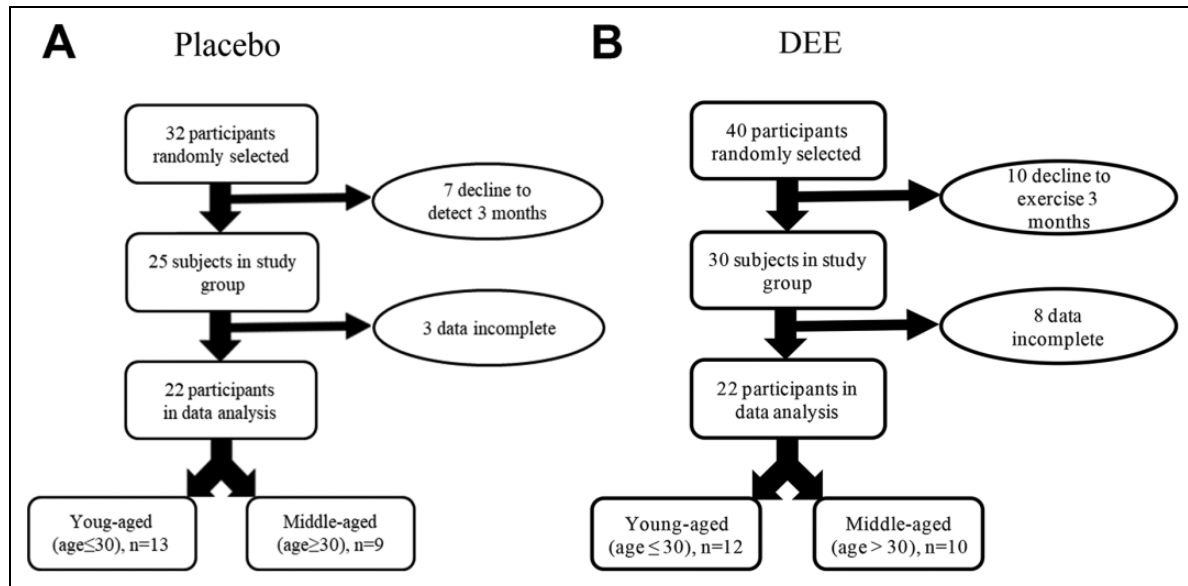 A
Placebo
32 participants
randomly selected
7 decline to
detect 3 months
25 subjects in study
group
3 data incomplete
22 participants
in data analysis
Youg-aged
(age≤30), n=13
Middle-aged
(age≥30), n=9
B
DEE
40 participants
randomly selected
10 decline to
exercise 3
months
30 subjects in study
group
8 data
incomplete
22 participants in
data analysis
Young-aged
(age ≤ 30), n=12
Middle-aged
(age > 30), n=10